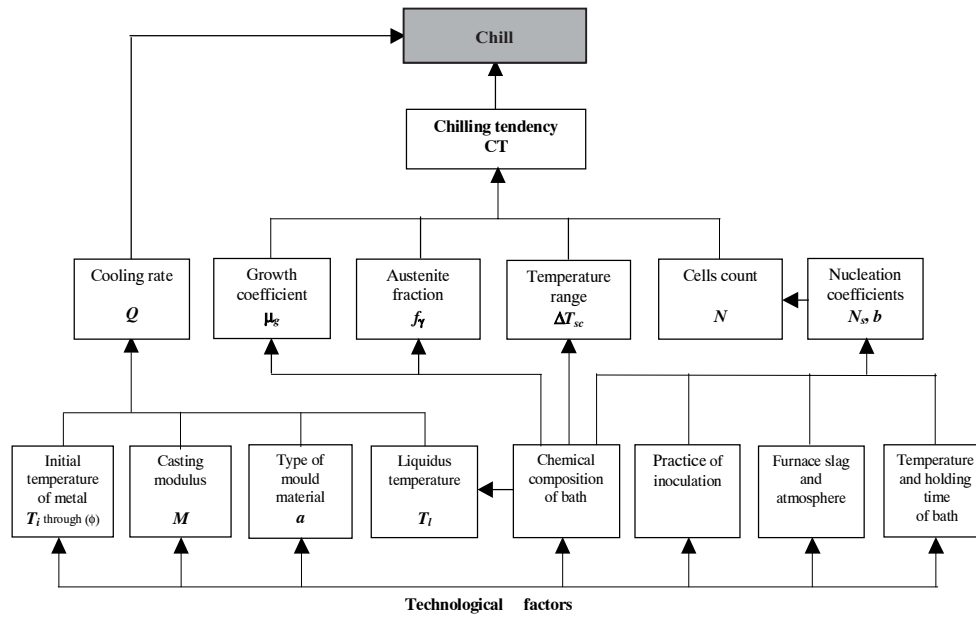 Chill
Chilling tendency
CT
Cooling rate
Q
Growth
coefficient
μg
Austenite
fraction
fγ
Temperature
range
ΔTsc
Cells count
N
Nucleation
coefficients
Ns, b
Initial
temperature
of metal
Ti through (ϕ)
Casting
modulus
M
Type of
mould
material
a
Liquidus
temperature
Tl
Chemical
composition
of bath
Practice of
inoculation
Furnace slag
and
atmosphere
Temperature
and holding
time
of bath
Technological factors